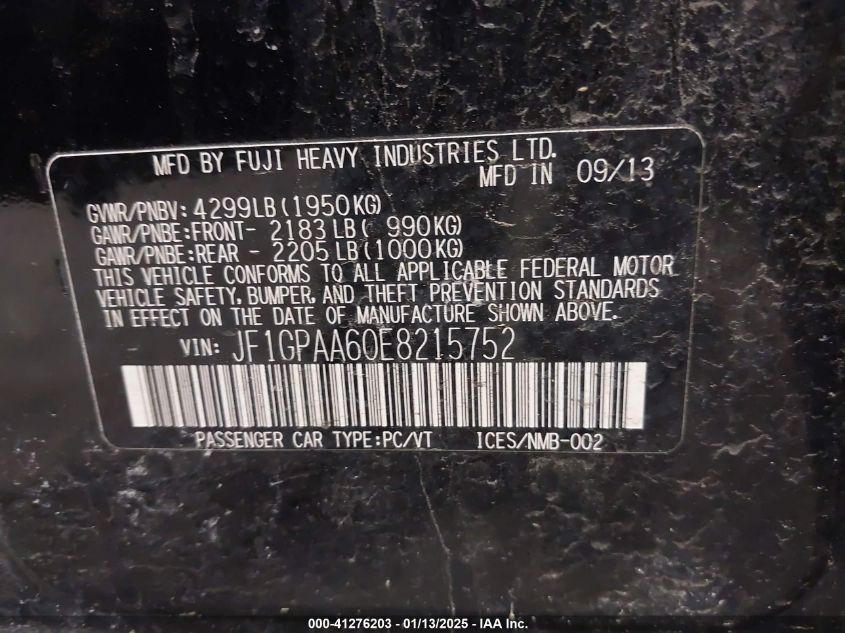 MFD BY FUJI HEAVY INDUSTRIES LTD.
MFD IN 09/13
GVWR/PNBV: 4299LB(1950KG)
GAWR/PNBE:FRONT- 2183LB( 990KG)
GAWR/PNBE:REAR - 2205LB(1000KG)
THIS VEHICLE CONFORMS TO ALL APPLICABLE FEDERAL MOTOR
VEHICLE SAFETY, BUMPER, AND THEFT PREVENTION STANDARDS
IN EFFECT ON THE DATE OF MANUFACTURE SHOWN ABOVE.
VIN: JF1GPAA60E8215752
PASSENGER CAR TYPE:PC/VT ICES/NMB-002
000-41276203 - 01/13/2025 - IAA Inc.